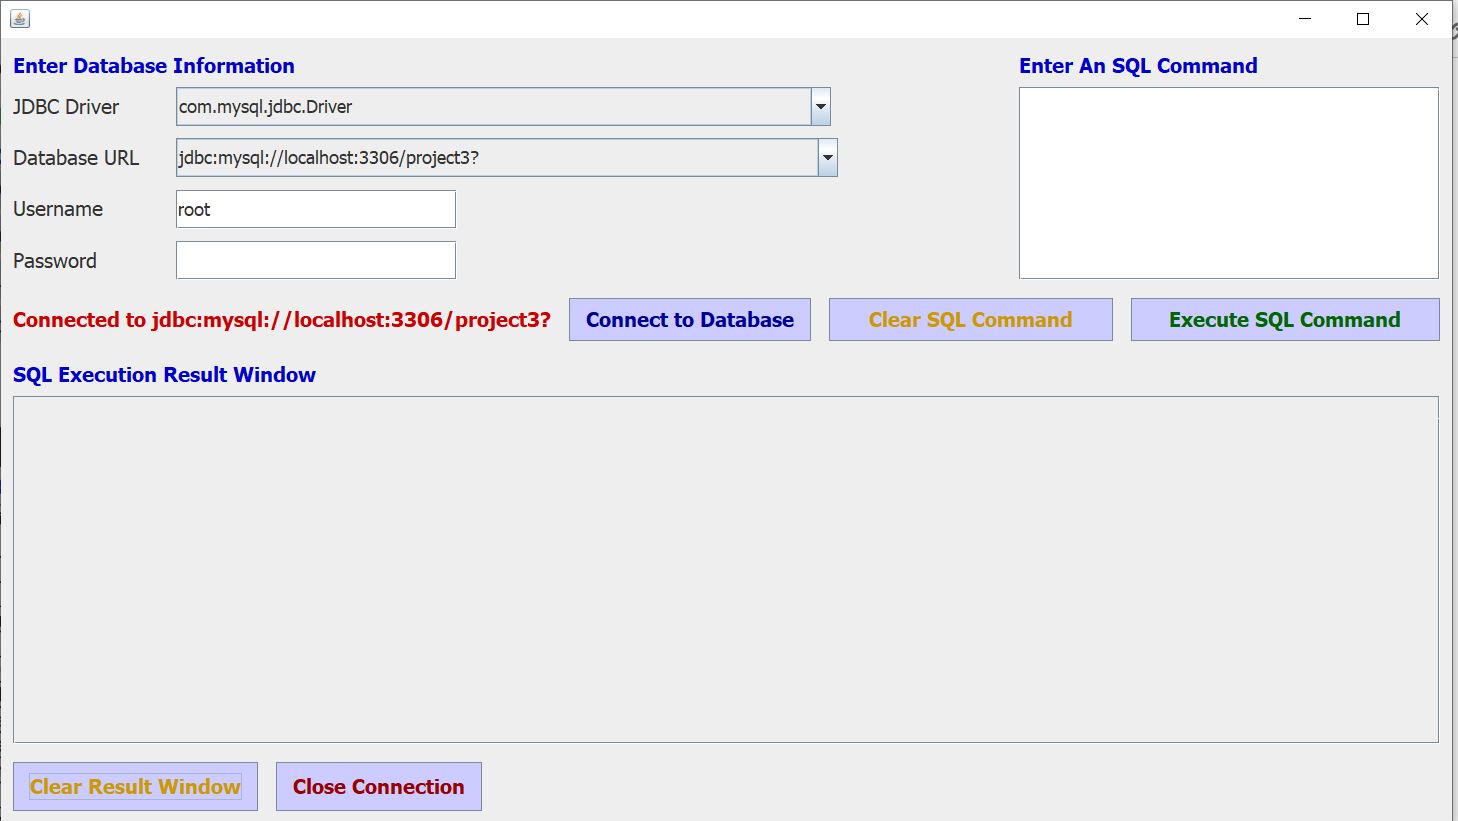 Enter Database Information
Enter An SQL Command
JDBC Driver
com.mysql.jdbc.Driver
Database URL
jdbc:mysql://localhost:3306/project3?
Username
root
Password
Connected to jdbc:mysql://localhost:3306/project3?
Connect to Database
Clear SQL Command
Execute SQL Command
SQL Execution Result Window
Clear Result Window
Close Connection